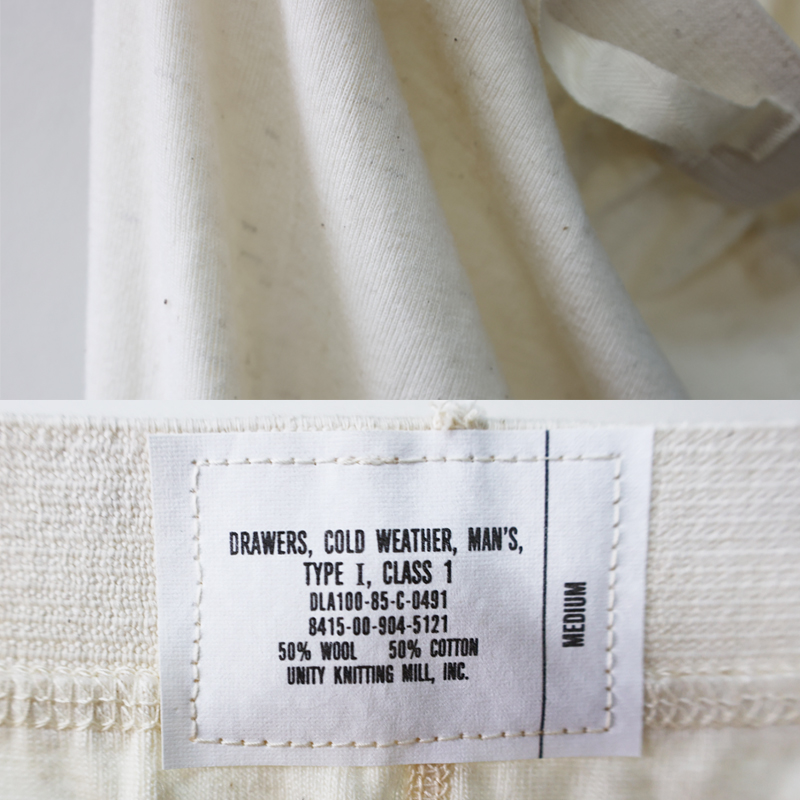 DRAWERS, COLD WEATHER, MAN'S,
TYPE I, CLASS 1
DLA100-85-C-0491
8415-00-904-5121
50% WOOL 50% COTTON
UNITY KNITTING MILL, INC.
MEDIUM